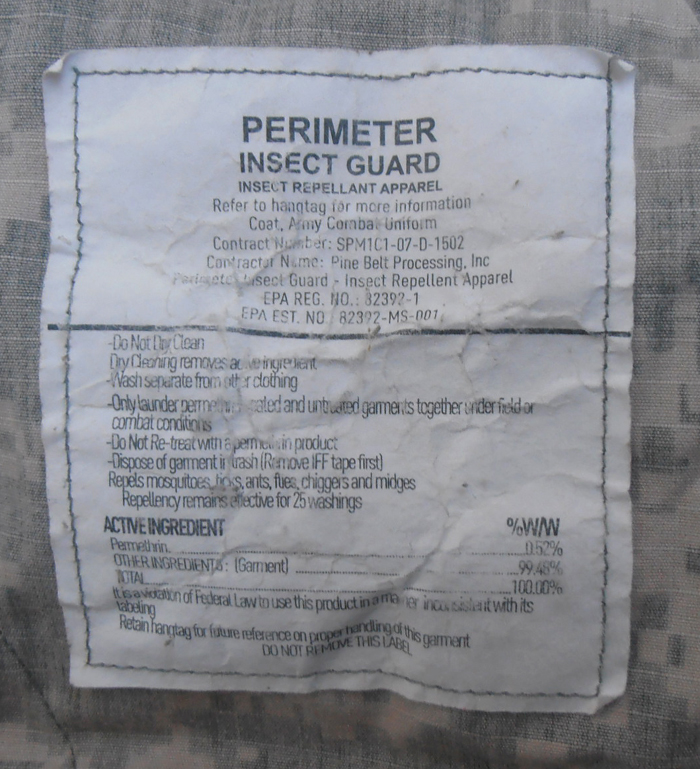 PERIMETER
INSECT GUARD
INSECT REPELLANT APPAREL
Refer to hangtag for more information
Coat, Army Combat Uniform
Contract Number: SPM1C1-07-D-1502
Contractor Name: Pine Belt Processing, Inc
Perimeter Insect Guard - Insect Repellent Apparel
EPA REG. NO.: 82392-1
EPA EST. NO. 82392-MS-001
-Do Not Dry Clean
Dry Cleaning removes active ingredient
-Wash separate from other clothing
-Only launder permethrin treated and untreated garments together under field or
combat conditions
-Do Not Re-treat with a permethrin product
-Dispose of garment in trash (Remove IFF tape first)
Repels mosquitoes, ticks, ants, flies, chiggers and midges
Repellency remains effective for 25 washings
ACTIVE INGREDIENT %W/W
Permethrin 0.52%
OTHER INGREDIENTS: (Garment) 99.48%
TOTAL 100.00%
It is a violation of Federal Law to use this product in a manner inconsistent with its
labeling
Retain hangtag for future reference on proper handling of this garment
DO NOT REMOVE THIS LABEL